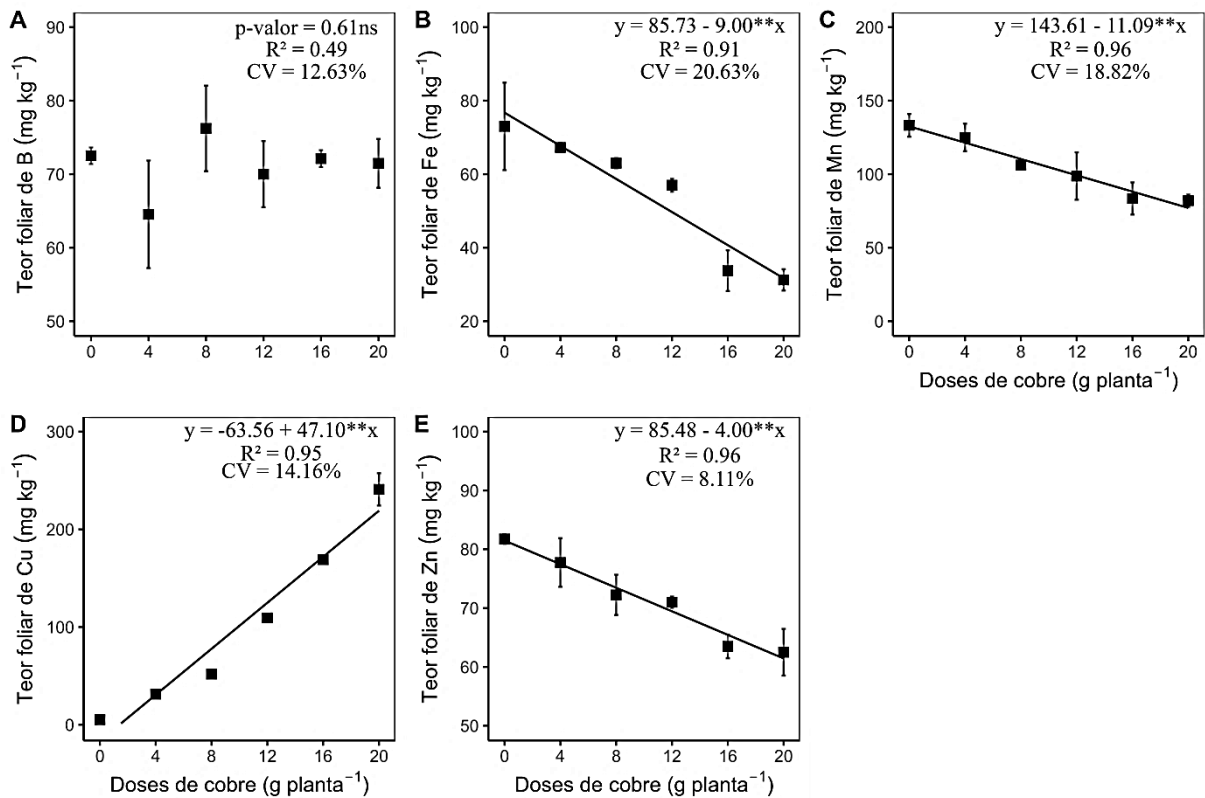 A
p-valor = 0.61ns
R² = 0.49
CV = 12.63%
Teor foliar de B (mg kg⁻¹)
90
80
70
60
50
0 4 8 12 16 20
B
y = 85.73 - 9.00**x
R² = 0.91
CV = 20.63%
Teor foliar de Fe (mg kg⁻¹)
100
80
60
40
20
0 4 8 12 16 20
C
y = 143.61 - 11.09**x
R² = 0.96
CV = 18.82%
Teor foliar de Mn (mg kg⁻¹)
200
150
100
50
0
0 4 8 12 16 20
Doses de cobre (g planta⁻¹)
D
y = -63.56 + 47.10**x
R² = 0.95
CV = 14.16%
Teor foliar de Cu (mg kg⁻¹)
300
200
100
0
0 4 8 12 16 20
Doses de cobre (g planta⁻¹)
E
y = 85.48 - 4.00**x
R² = 0.96
CV = 8.11%
Teor foliar de Zn (mg kg⁻¹)
100
90
80
70
60
50
0 4 8 12 16 20
Doses de cobre (g planta⁻¹)